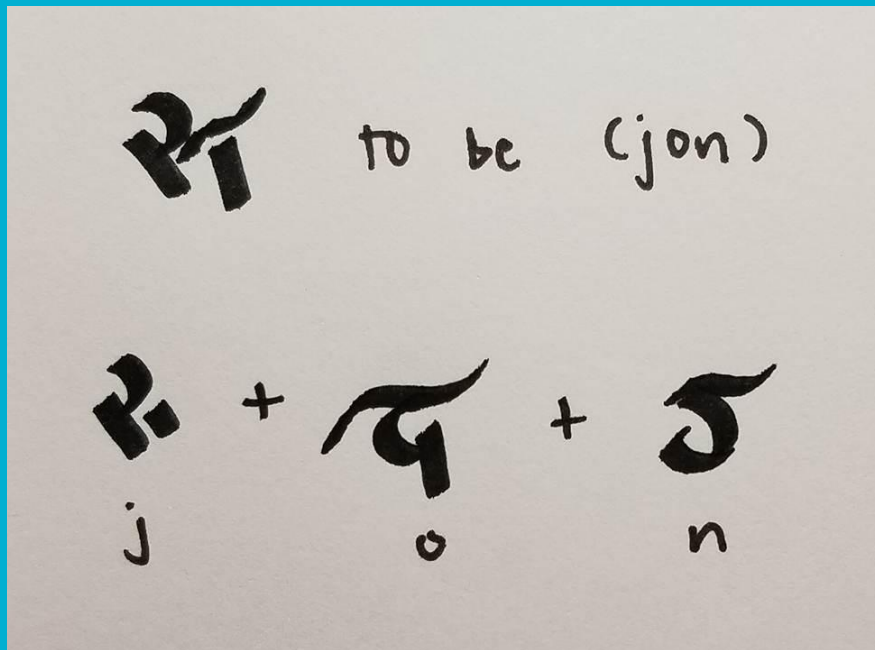 to be (jon)
+ +
j o n